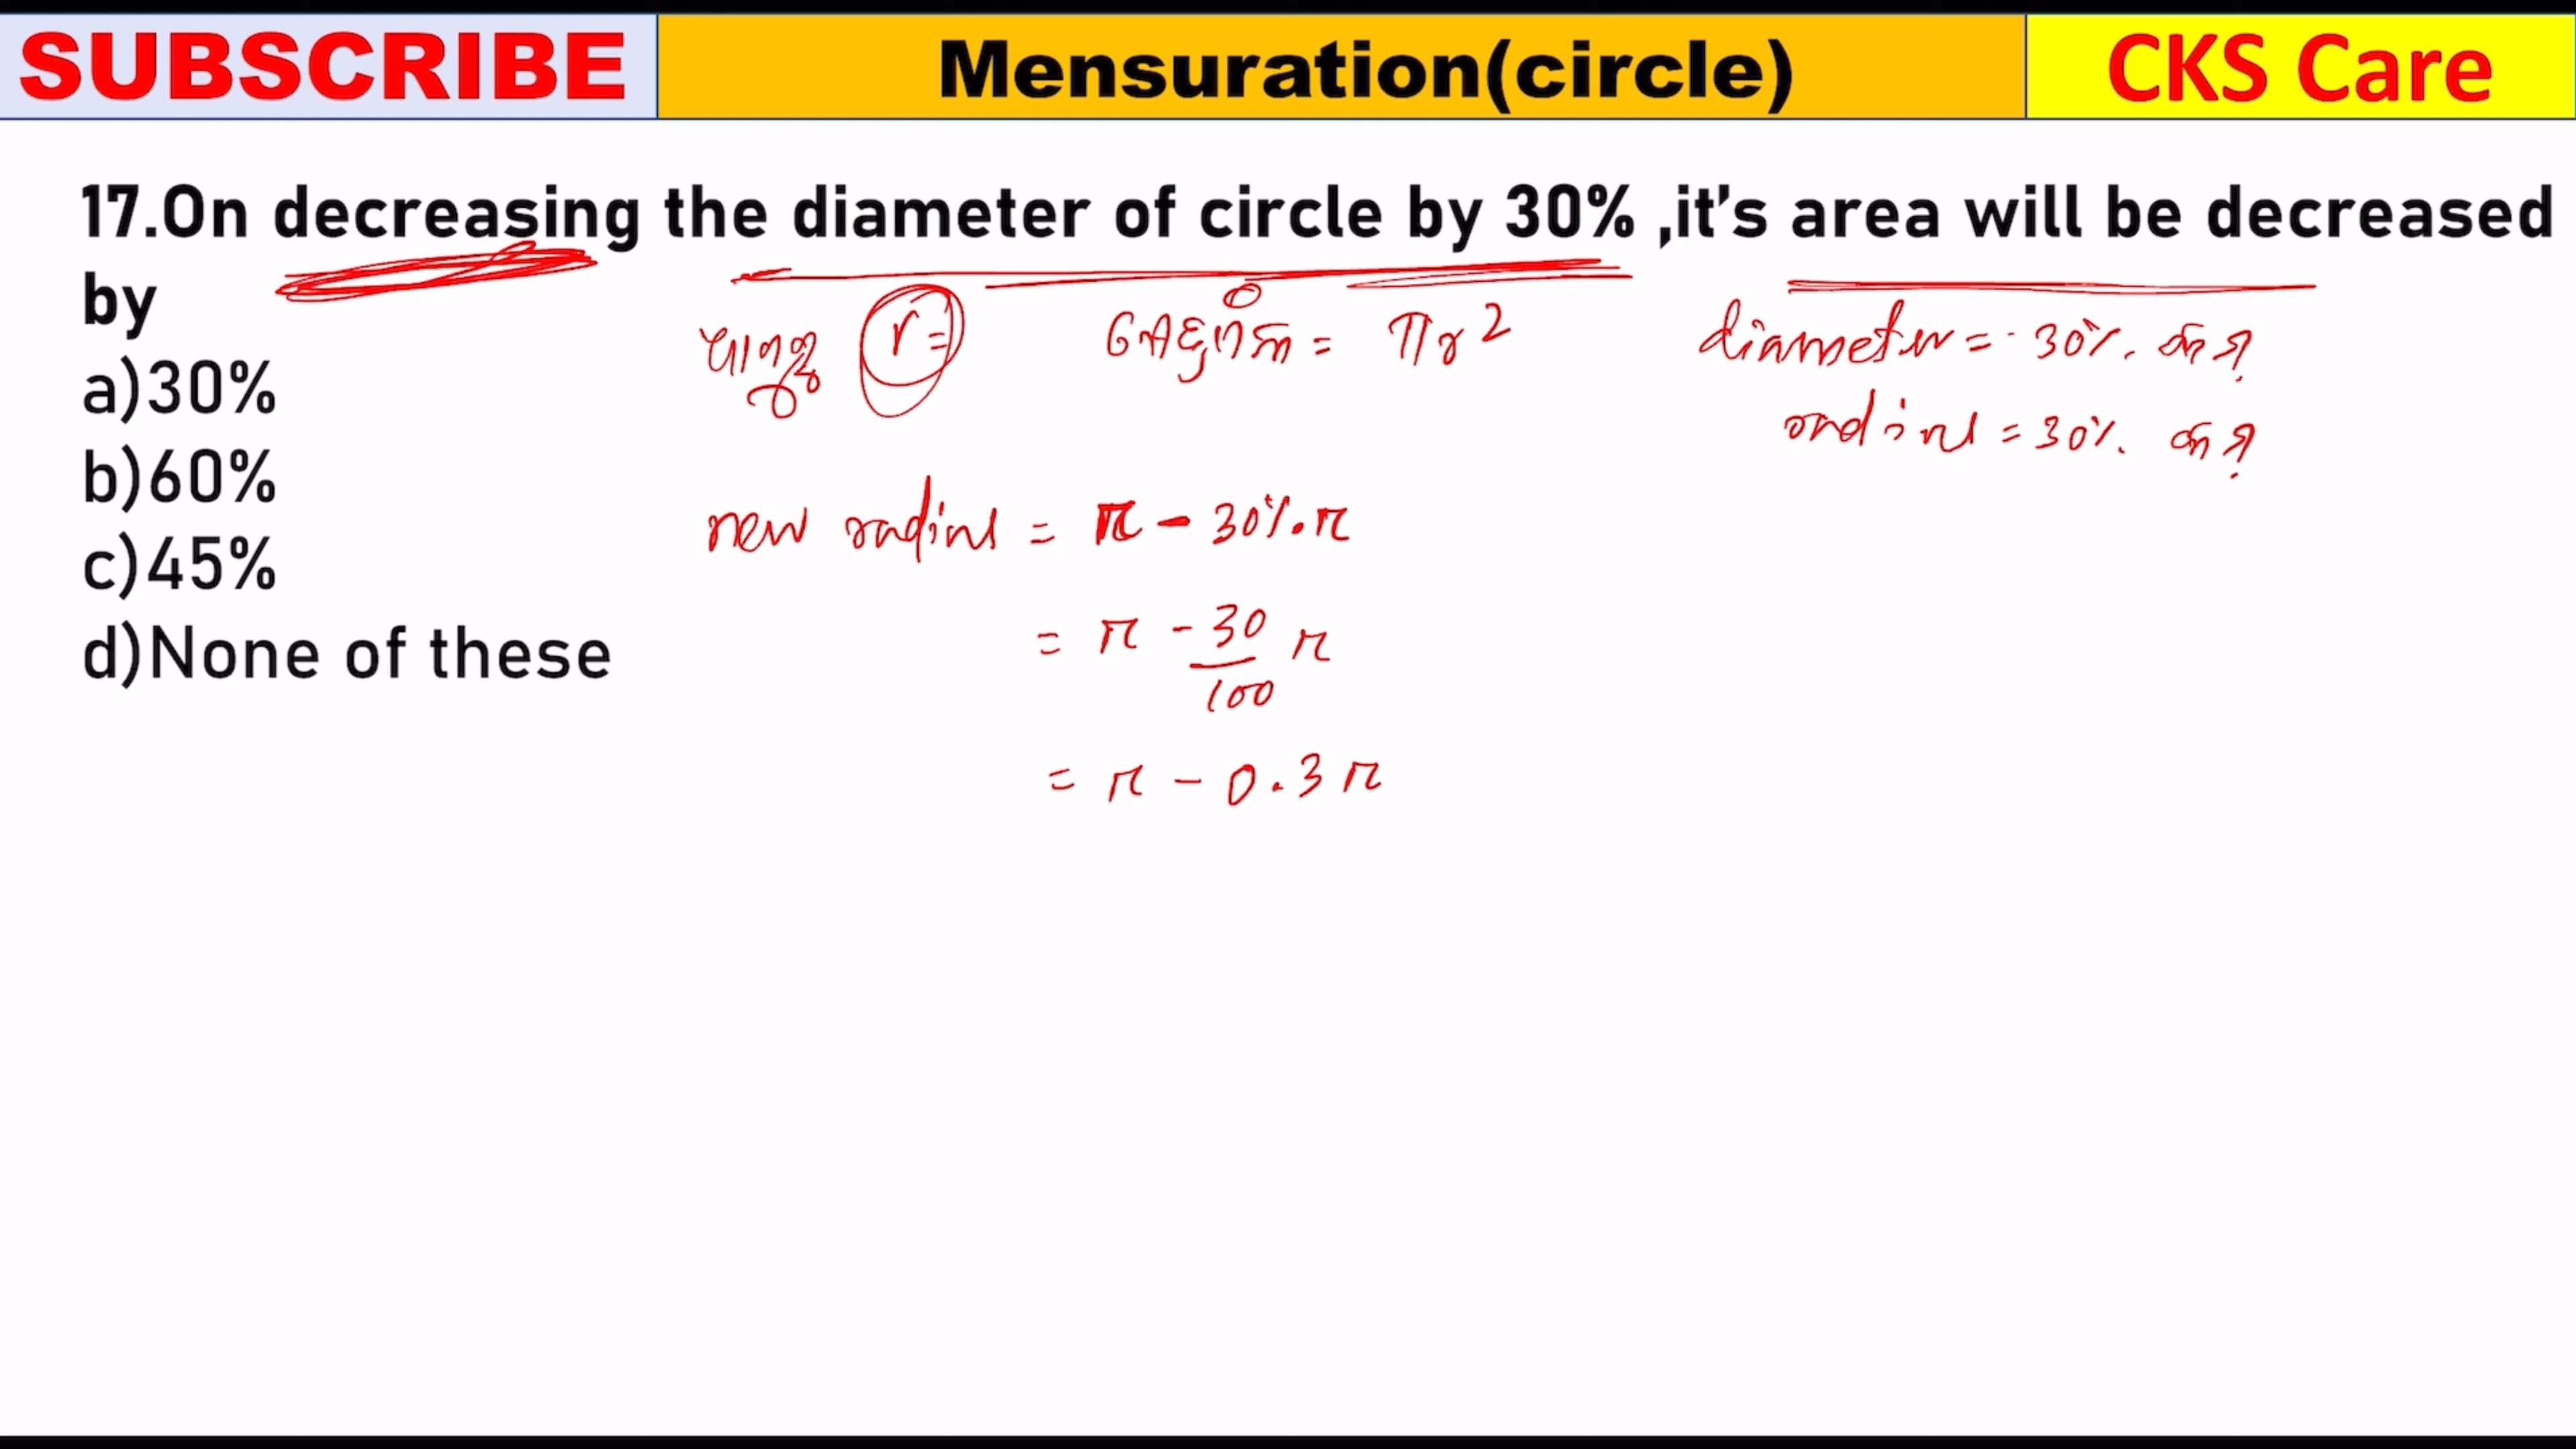 SUBSCRIBE Mensuration(circle) CKS Care
17.On decreasing the diameter of circle by 30% ,it's area will be decreased
by
a)30%
b)60%
c)45%
d)None of these
r= = πr² diameter = 30%.
radius = 30%.
new radius = r - 30%.r
= r - 30/100 r
= r - 0.3 r